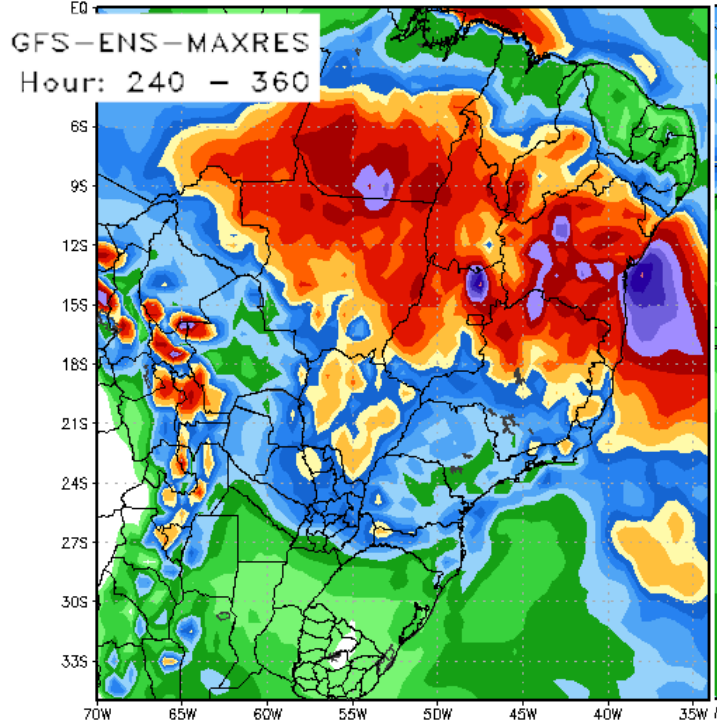 EQ
GFS-ENS-MAXRES
Hour: 240 - 360
6S
9S
12S
15S
18S
21S
24S
27S
30S
33S
70W 65W 60W 55W 50W 45W 40W 35W